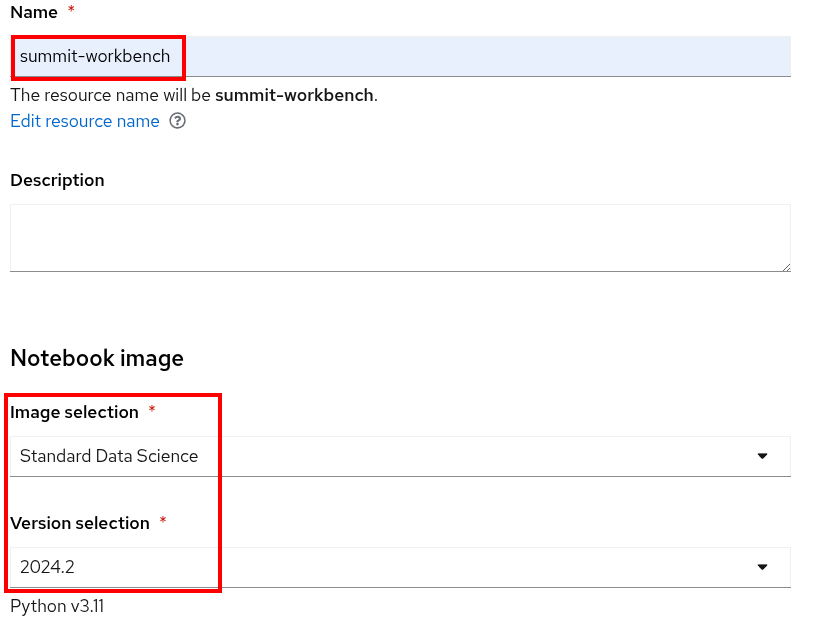 Name *
summit-workbench
The resource name will be summit-workbench.
Edit resource name
Description
Notebook image
Image selection *
Standard Data Science
Version selection *
2024.2
Python v3.11